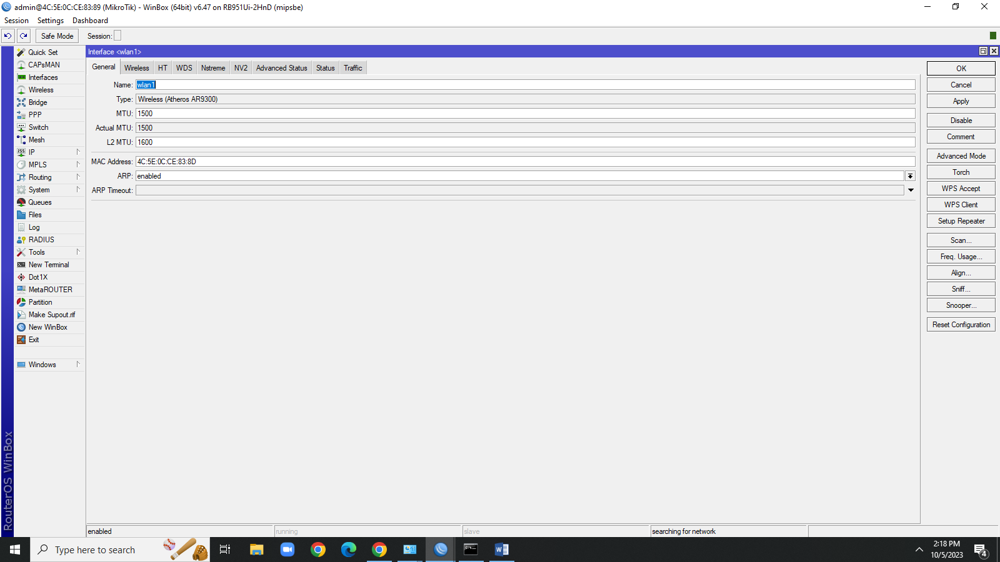 admin@4C:5E:0C:CE:83:89 (MikroTik) - WinBox (64bit) v6.47 on RB951Ui-2HnD (mipsbe)
Session Settings Dashboard
Safe Mode Session:
Interface <wlan1>
Quick Set
CAPsMAN
Interfaces
Wireless
Bridge
PPP
Switch
Mesh
IP
MPLS
Routing
System
Queues
Files
Log
RADIUS
Tools
New Terminal
Dot1X
MetaROUTER
Partition
Make Supout.rif
New WinBox
Exit
Windows
RouterOS WinBox
General Wireless HT WDS Nstreme NV2 Advanced Status Status Traffic
Name: wlan1
Type: Wireless (Atheros AR9300)
MTU: 1500
Actual MTU: 1500
L2 MTU: 1600
MAC Address: 4C:5E:0C:CE:83:8D
ARP: enabled
ARP Timeout:
OK
Cancel
Apply
Disable
Comment
Advanced Mode
Torch
WPS Accept
WPS Client
Setup Repeater
Scan...
Freq. Usage...
Align...
Sniff...
Snooper...
Reset Configuration
enabled running slave searching for network
Type here to search
2:18 PM
10/5/2023
4